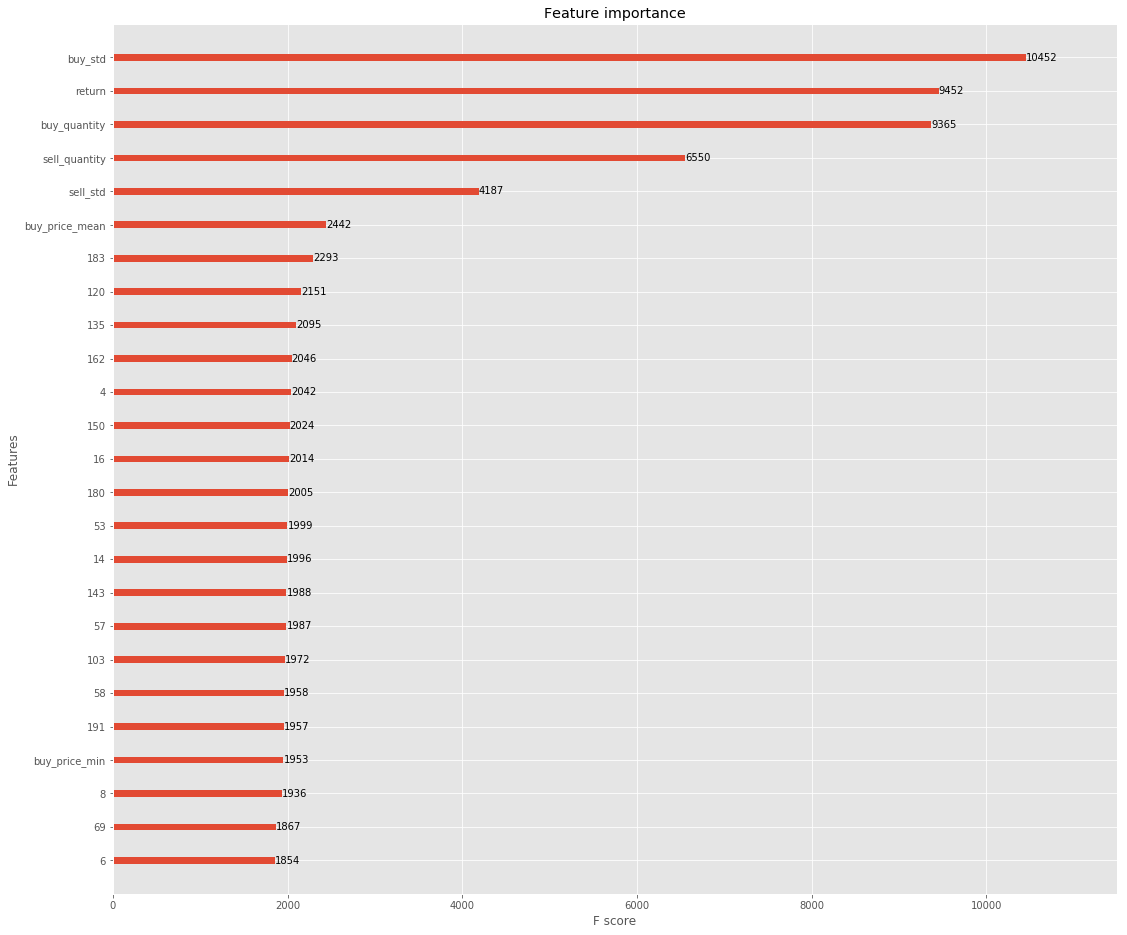 Feature importance
Features
buy_std 10452
return 9452
buy_quantity 9365
sell_quantity 6550
sell_std 4187
buy_price_mean 2442
183 2293
120 2151
135 2095
162 2046
4 2042
150 2024
16 2014
180 2005
53 1999
14 1996
143 1988
57 1987
103 1972
58 1958
191 1957
buy_price_min 1953
8 1936
69 1867
6 1854
0 2000 4000 6000 8000 10000
F score